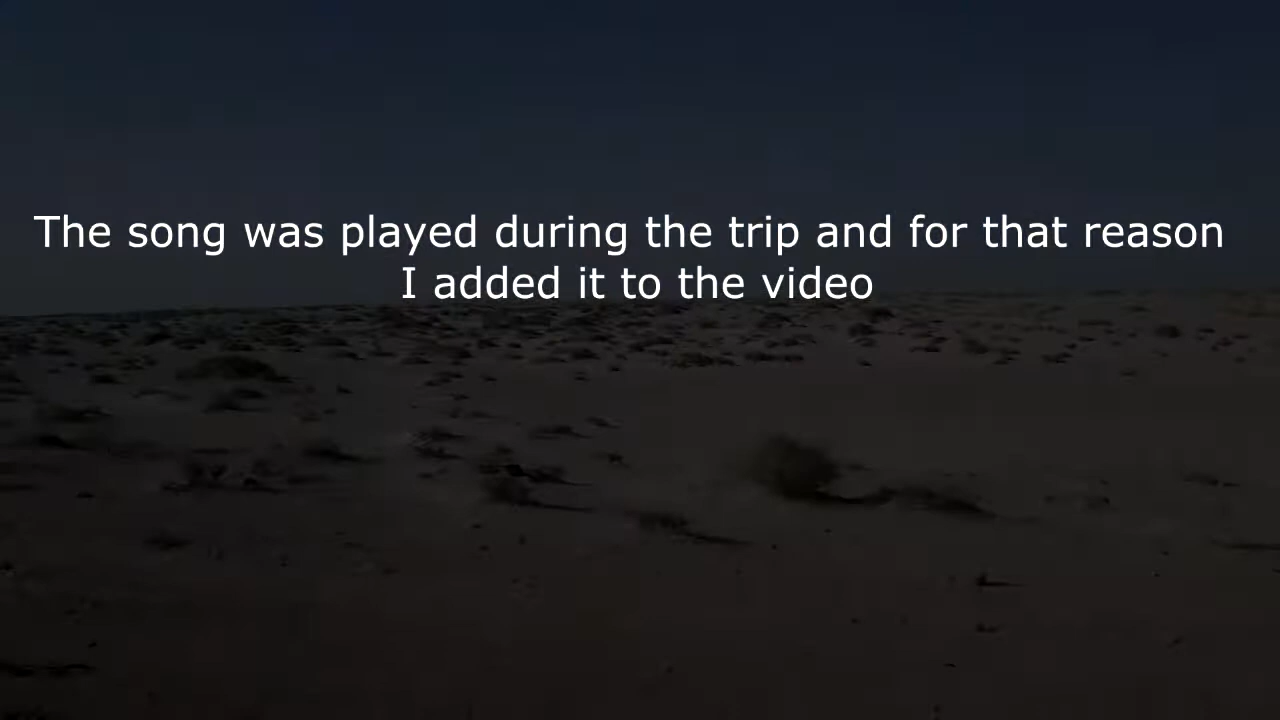 The song was played during the trip and for that reason
I added it to the video